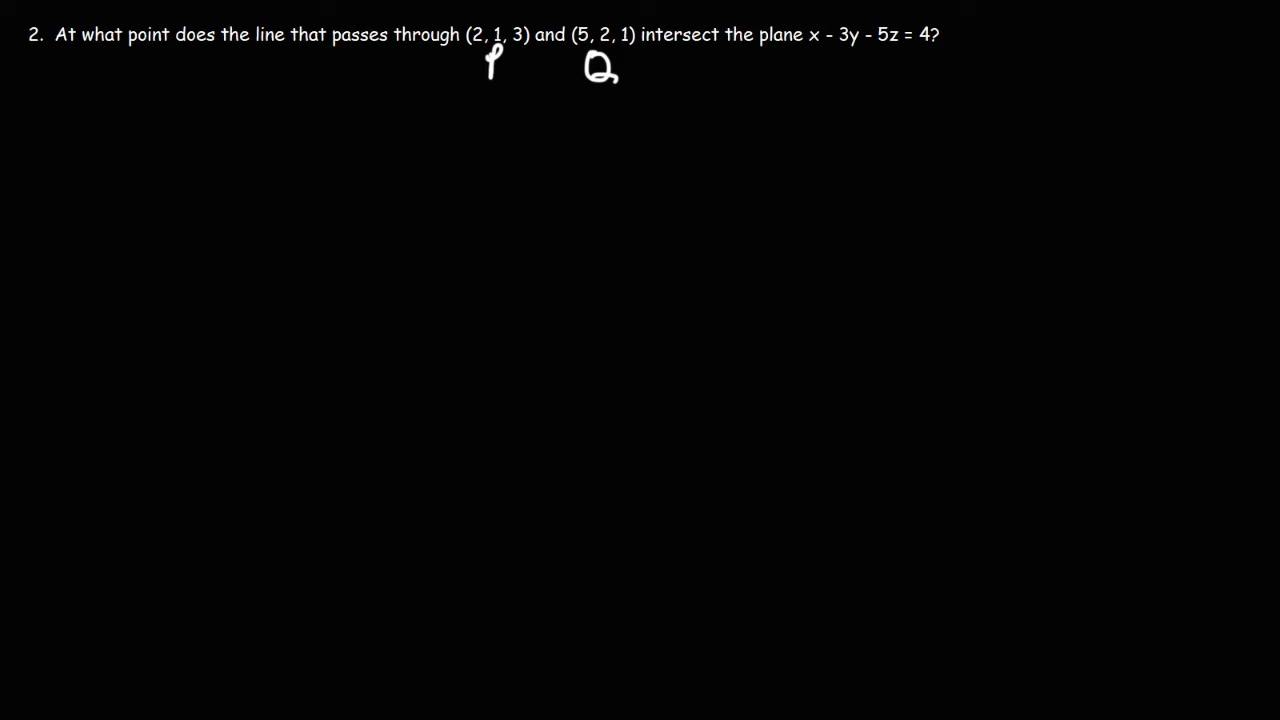 2. At what point does the line that passes through (2, 1, 3) and (5, 2, 1) intersect the plane x - 3y - 5z = 4?
P Q